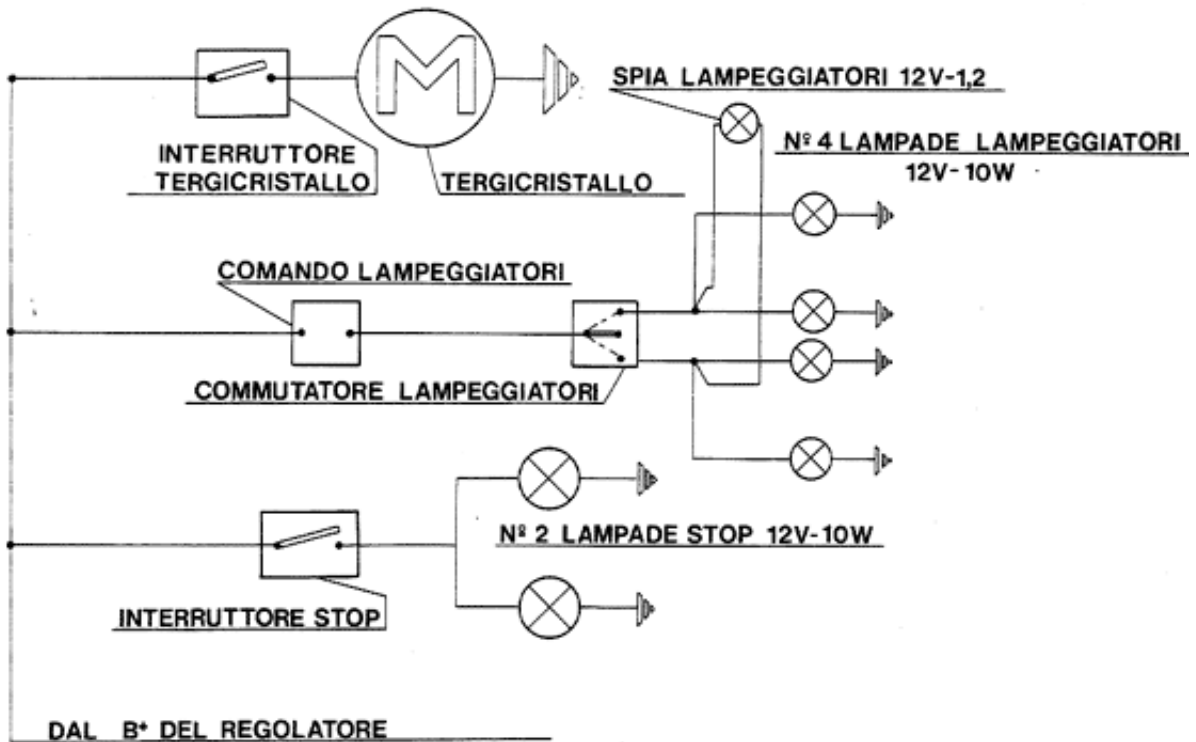 SPIA LAMPEGGIATORI 12V-1,2
Nº 4 LAMPADE LAMPEGGIATORI
12V-10W
INTERRUTTORE
TERGICRISTALLO
M
TERGICRISTALLO
COMANDO LAMPEGGIATORI
COMMUTATORE LAMPEGGIATORI
Nº 2 LAMPADE STOP 12V-10W
INTERRUTTORE STOP
DAL B+ DEL REGOLATORE